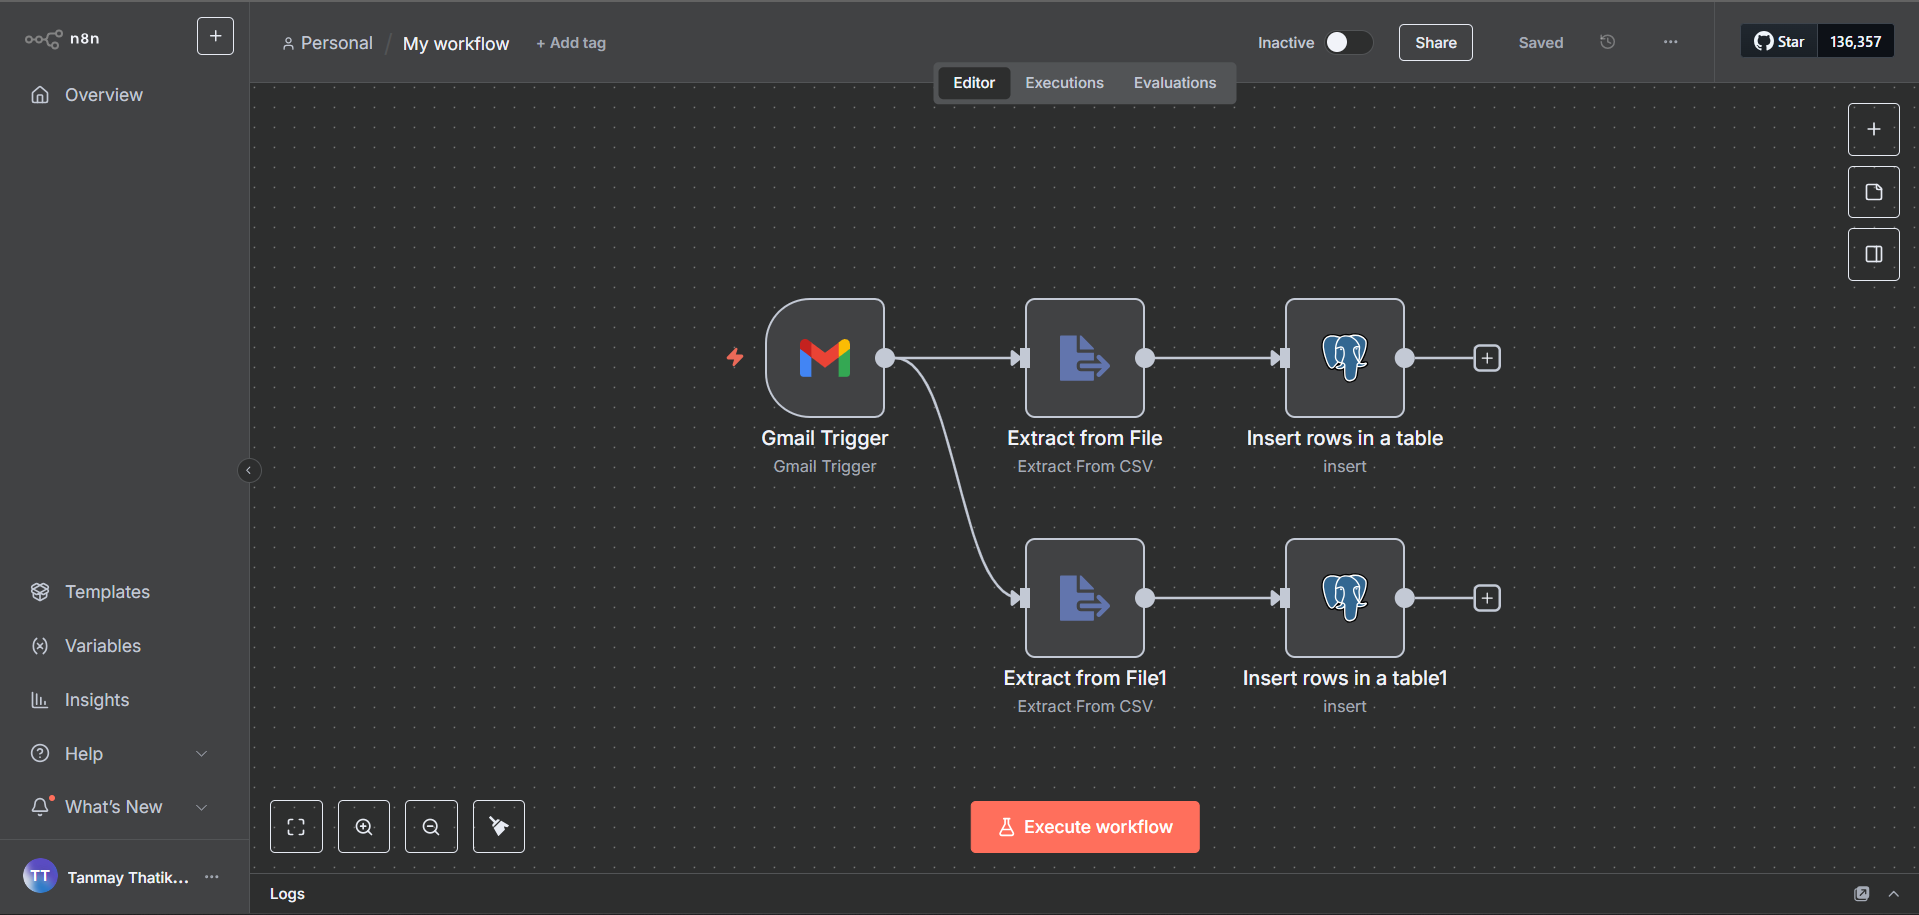 n8n
+
Personal / My workflow + Add tag
Inactive
Share
Saved
Star 136,357
Editor Executions Evaluations
Overview
Gmail Trigger
Gmail Trigger
Extract from File
Extract From CSV
Insert rows in a table
insert
Extract from File1
Extract From CSV
Insert rows in a table1
insert
Templates
Variables
Insights
Help
What's New
TT Tanmay Thatik...
Execute workflow
Logs